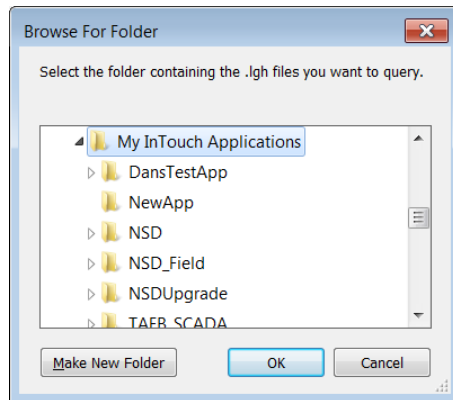 Browse For Folder
Select the folder containing the .lgh files you want to query.
My InTouch Applications
DansTestApp
NewApp
NSD
NSD_Field
NSDUpgrade
TAFB_SCADA
Make New Folder
OK
Cancel